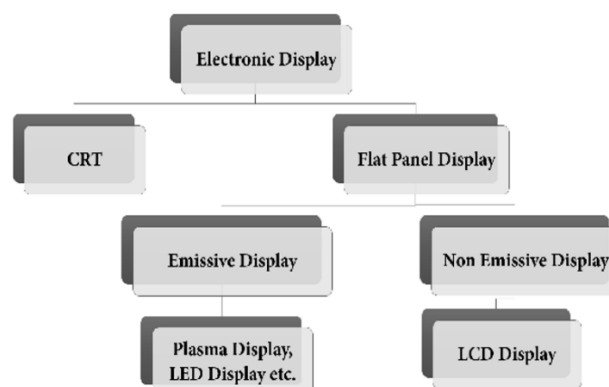 Electronic Display
CRT
Flat Panel Display
Emissive Display
Non Emissive Display
Plasma Display,
LED Display etc.
LCD Display